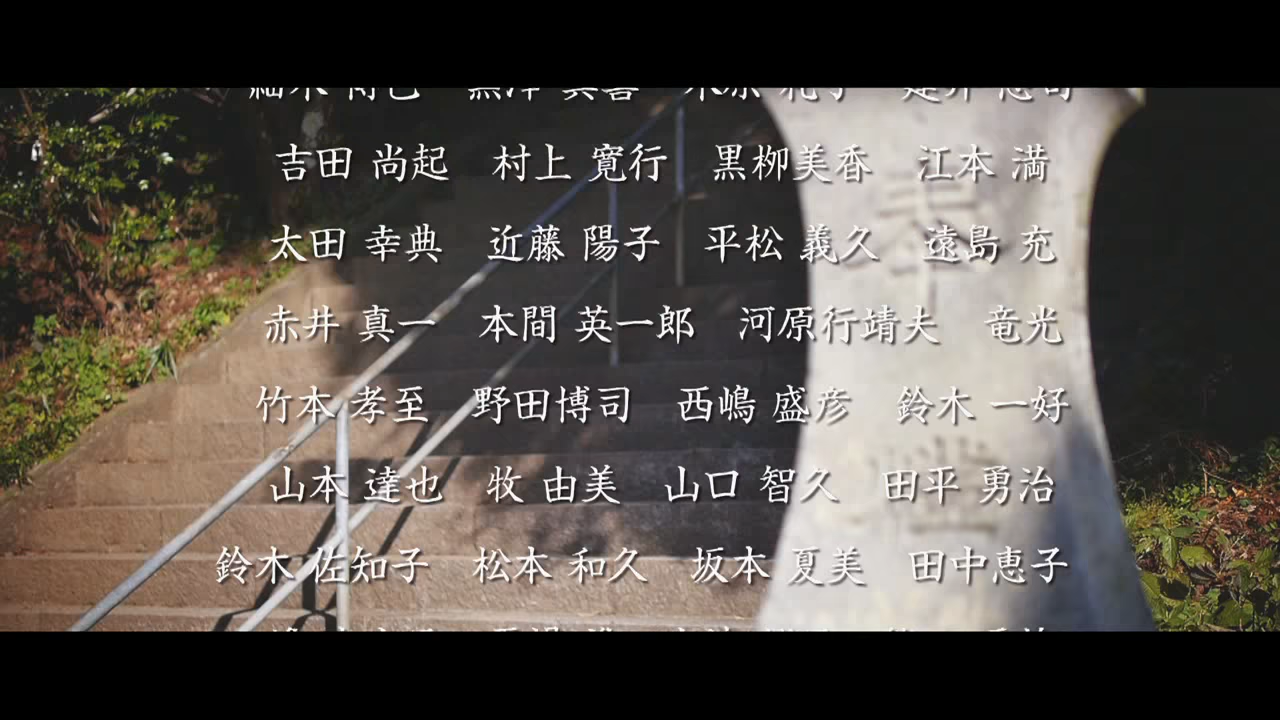 吉田 尚起 村上 寛行 黒栁美香 江本 満
太田 幸典 近藤 陽子 平松 義久 遠島 充
赤井 真一 本間 英一郎 河原行靖夫 竜光
竹本 孝至 野田博司 西嶋 盛彦 鈴木 一好
山本 達也 牧 由美 山口 智久 田平 勇治
鈴木 佐知子 松本 和久 坂本 夏美 田中恵子
奉